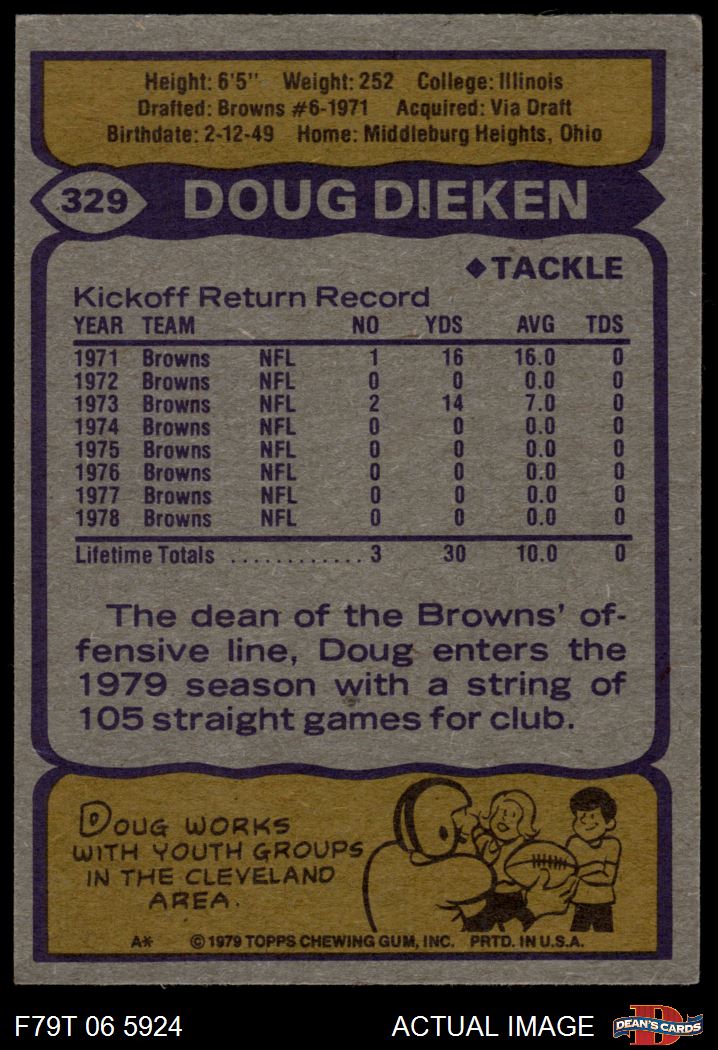 Height: 6'5" Weight: 252 College: Illinois
Drafted: Browns #6-1971 Acquired: Via Draft
Birthdate: 2-12-49 Home: Middleburg Heights, Ohio
329 DOUG DIEKEN
◆TACKLE
Kickoff Return Record
YEAR TEAM NO YDS AVG TDS
1971 Browns NFL 1 16 16.0 0
1972 Browns NFL 0 0 0.0 0
1973 Browns NFL 2 14 7.0 0
1974 Browns NFL 0 0 0.0 0
1975 Browns NFL 0 0 0.0 0
1976 Browns NFL 0 0 0.0 0
1977 Browns NFL 0 0 0.0 0
1978 Browns NFL 0 0 0.0 0
Lifetime Totals ............ 3 30 10.0 0
The dean of the Browns' of-
fensive line, Doug enters the
1979 season with a string of
105 straight games for club.
DOUG WORKS
WITH YOUTH GROUPS
IN THE CLEVELAND
AREA.
A* © 1979 TOPPS CHEWING GUM, INC. PRTD. IN U.S.A.
F79T 06 5924 ACTUAL IMAGE D DEAN'S CARDS